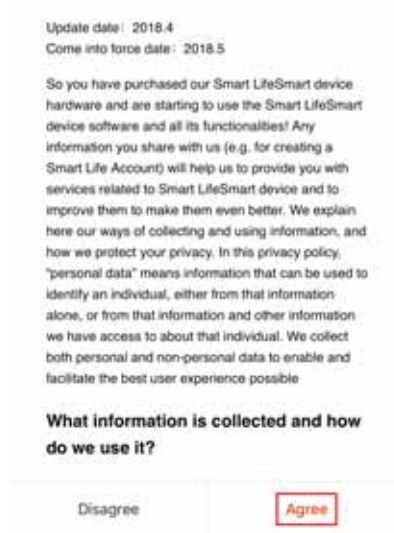 Update date: 2018.4
Come into force date: 2018.5
So you have purchased our Smart LifeSmart device
hardware and are starting to use the Smart LifeSmart
device software and all its functionalities! Any
information you share with us (e.g. for creating a
Smart Life Account) will help us to provide you with
services related to Smart LifeSmart device and to
improve them to make them even better. We explain
here our ways of collecting and using information, and
how we protect your privacy. In this privacy policy,
"personal data" means information that can be used to
identify an individual, either from that information
alone, or from that information and other information
we have access to about that individual. We collect
both personal and non-personal data to enable and
facilitate the best user experience possible
What information is collected and how
do we use it?
Disagree Agree